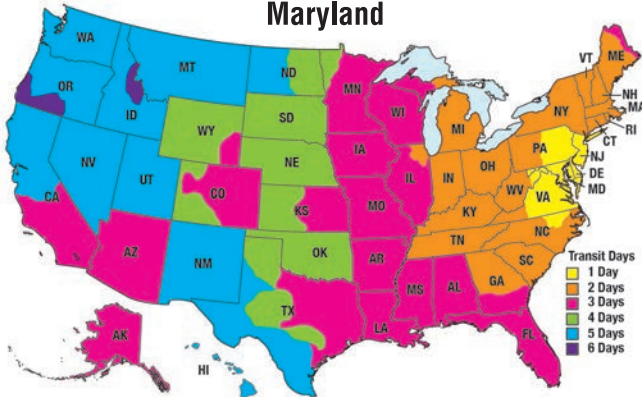 Maryland
WA
MT
ND
MN
ME
VT
OR
ID
SD
WI
NY
NH
MA
WY
MI
CT
RI
NV
NE
IA
PA
NJ
UT
CO
IL
IN
OH
DE
MD
CA
KS
MO
WV
VA
KY
AZ
NM
OK
AR
TN
NC
SC
TX
MS
AL
GA
LA
FL
AK
HI
Transit Days
1 Day
2 Days
3 Days
4 Days
5 Days
6 Days